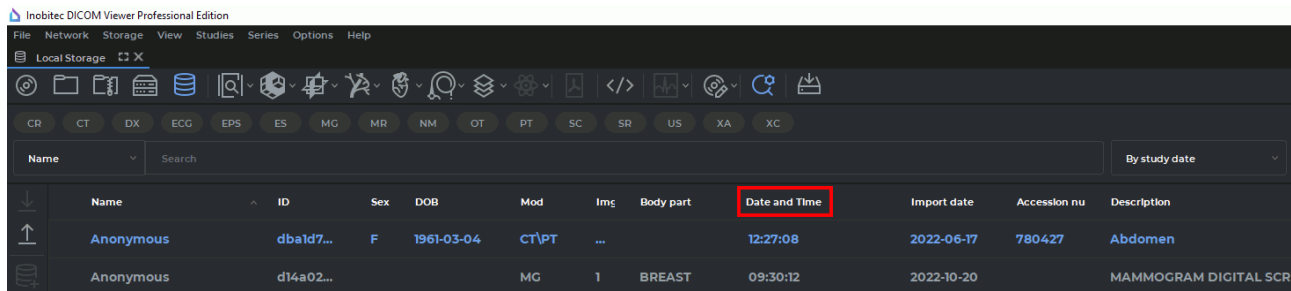 Inobitec DICOM Viewer Professional Edition
File Network Storage View Studies Series Options Help
Local Storage
CR CT DX ECG EPS ES MG MR NM OT PT SC SR US XA XC
Name Search By study date
Name ID Sex DOB Mod Img Body part Date and Time Import date Accession nu Description
Anonymous dba1d7... F 1961-03-04 CT\PT ... 12:27:08 2022-06-17 780427 Abdomen
Anonymous d14a02... MG 1 BREAST 09:30:12 2022-10-20 MAMMOGRAM DIGITAL SCR